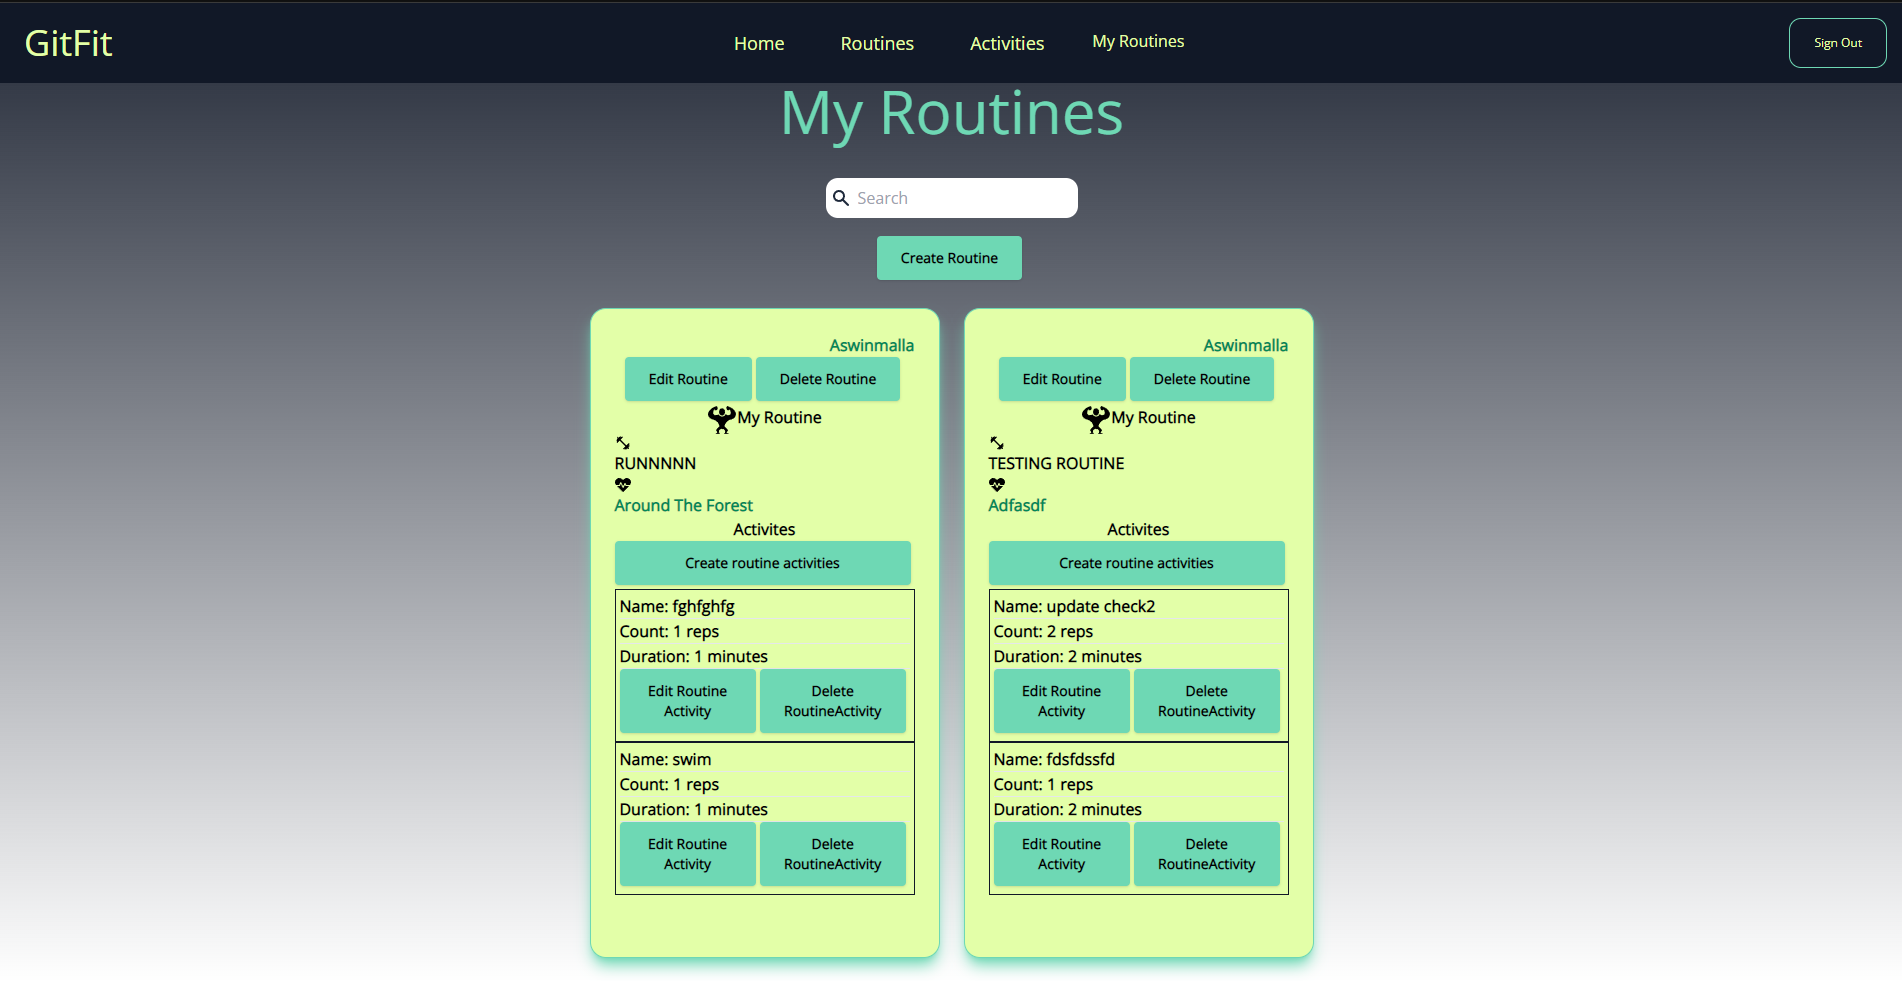 GitFit
Home Routines Activities My Routines
Sign Out
My Routines
Search
Create Routine
Aswinmalla
Edit Routine Delete Routine
My Routine
RUNNNNN
Around The Forest
Activites
Create routine activities
Name: fghfghfg
Count: 1 reps
Duration: 1 minutes
Edit Routine
Activity
Delete
RoutineActivity
Name: swim
Count: 1 reps
Duration: 1 minutes
Edit Routine
Activity
Delete
RoutineActivity
Aswinmalla
Edit Routine Delete Routine
My Routine
TESTING ROUTINE
Adfasdf
Activites
Create routine activities
Name: update check2
Count: 2 reps
Duration: 2 minutes
Edit Routine
Activity
Delete
RoutineActivity
Name: fdsfdssfd
Count: 1 reps
Duration: 2 minutes
Edit Routine
Activity
Delete
RoutineActivity